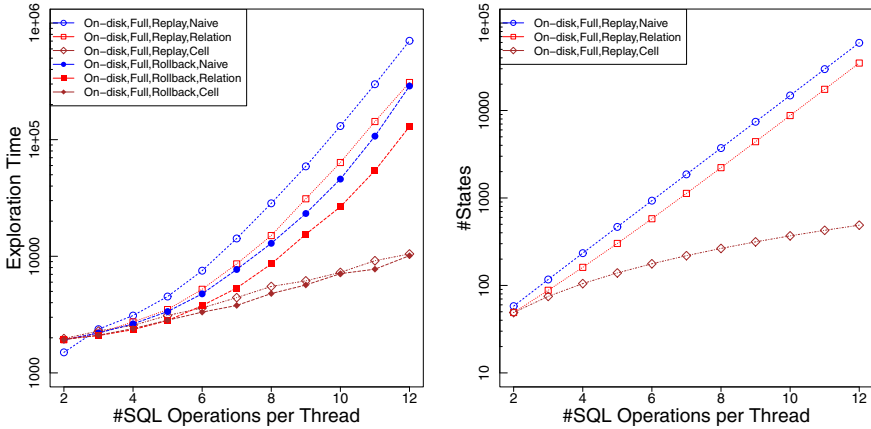 On-disk,Full,Replay,Naive
On-disk,Full,Replay,Relation
On-disk,Full,Replay,Cell
On-disk,Full,Rollback,Naive
On-disk,Full,Rollback,Relation
On-disk,Full,Rollback,Cell
Exploration Time
1e+06
1e+05
10000
1000
2 4 6 8 10 12
#SQL Operations per Thread
On-disk,Full,Replay,Naive
On-disk,Full,Replay,Relation
On-disk,Full,Replay,Cell
#States
1e+05
10000
1000
100
10
2 4 6 8 10 12
#SQL Operations per Thread